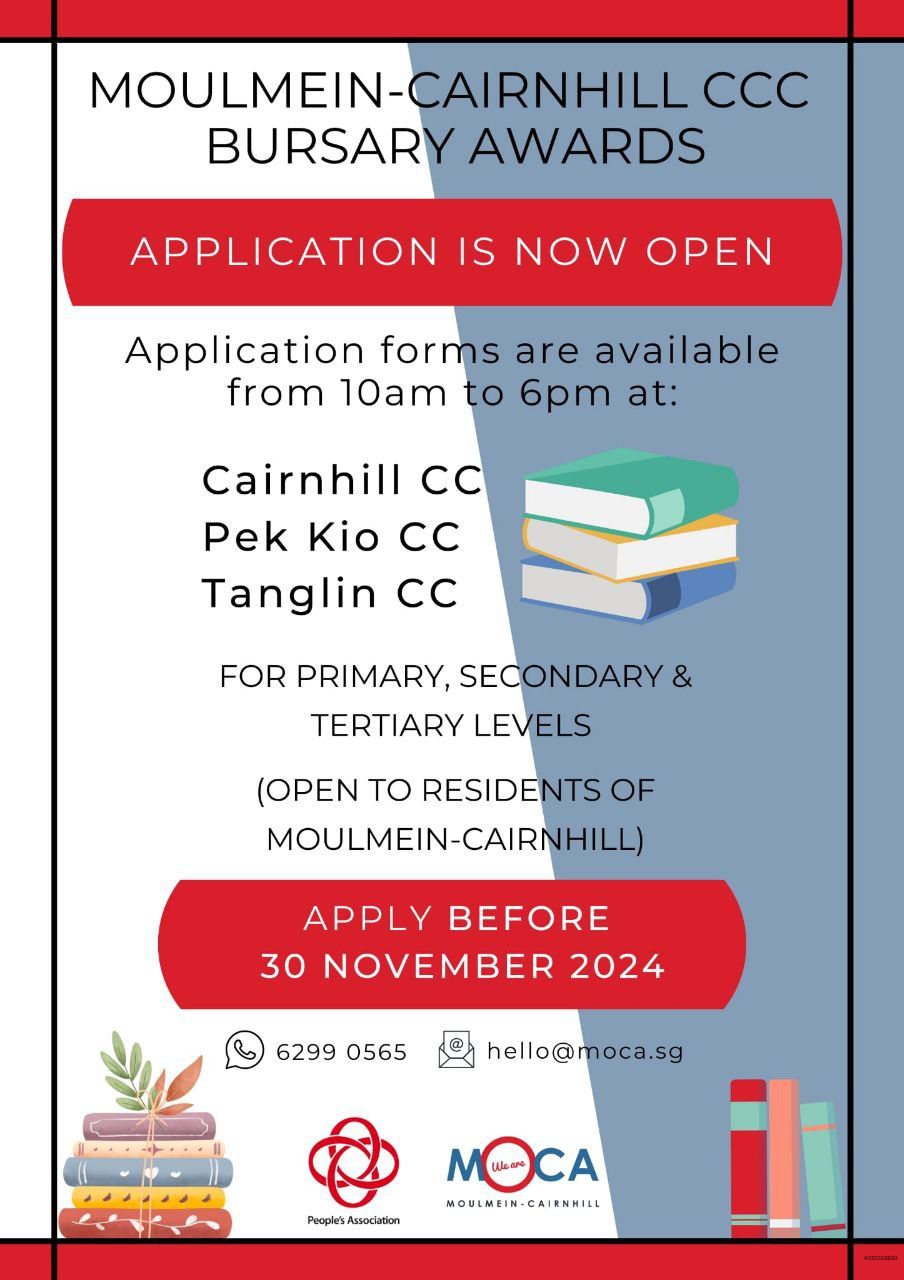 MOULMEIN-CAIRNHILL CCC
BURSARY AWARDS
APPLICATION IS NOW OPEN
Application forms are available
from 10am to 6pm at:
Cairnhill CC
Pek Kio CC
Tanglin CC
FOR PRIMARY, SECONDARY &
TERTIARY LEVELS
(OPEN TO RESIDENTS OF
MOULMEIN-CAIRNHILL)
APPLY BEFORE
30 NOVEMBER 2024
6299 0565 hello@moca.sg
People's Association
MOCA
We are
MOULMEIN-CAIRNHILL